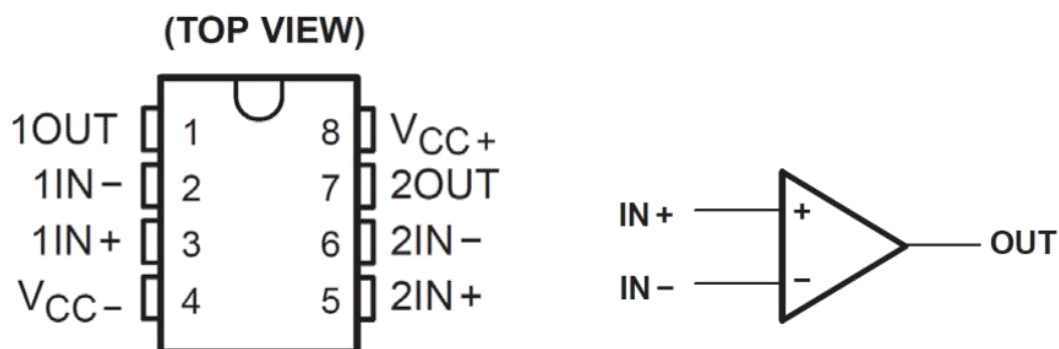 (TOP VIEW)
1OUT 1 8 VCC+
1IN− 2 7 2OUT
1IN+ 3 6 2IN−
VCC− 4 5 2IN+
IN+ + OUT
IN− −